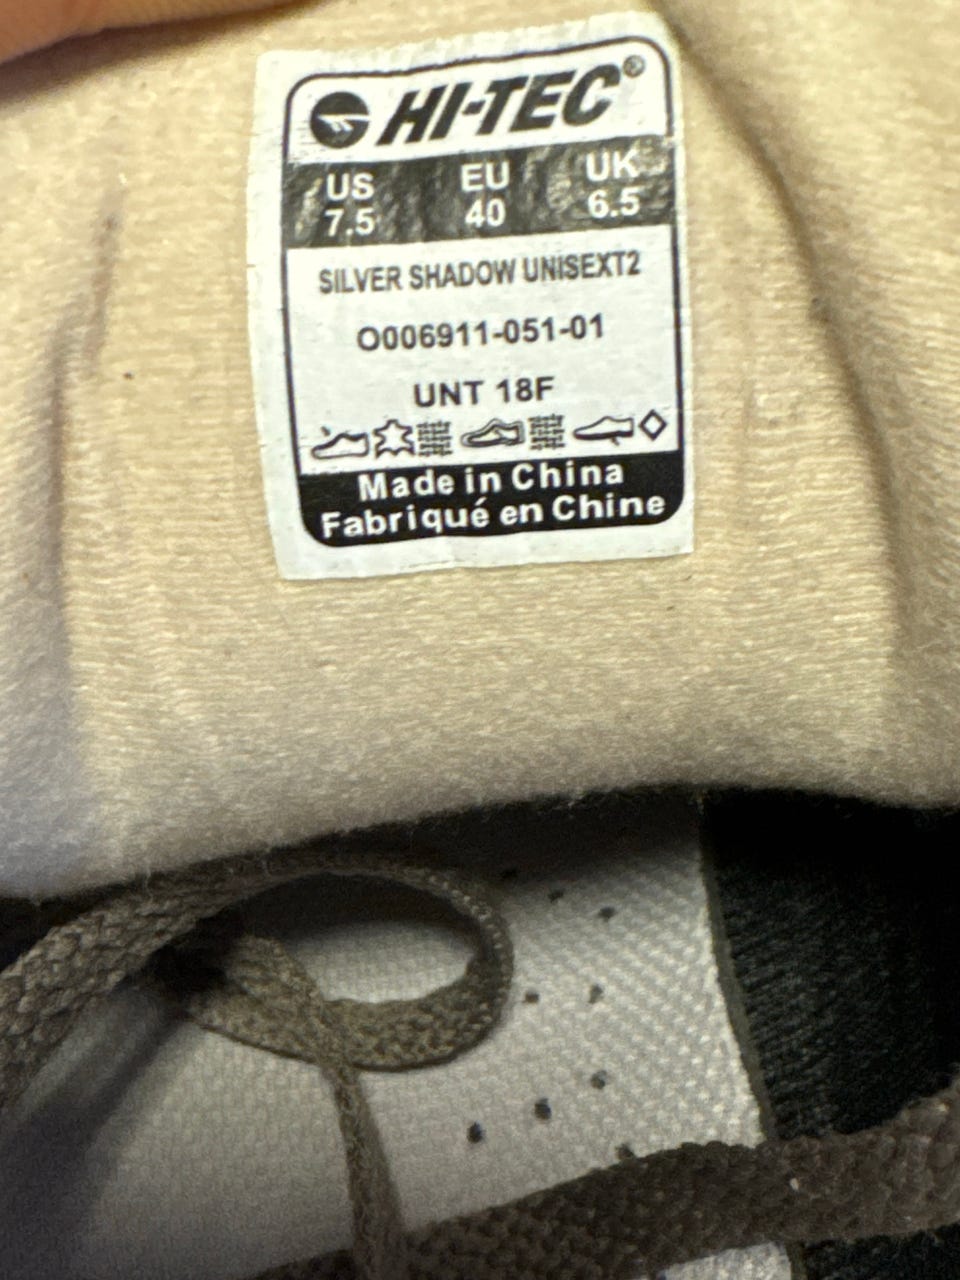 HI-TEC®
US EU UK
7.5 40 6.5
SILVER SHADOW UNISEXT2
O006911-051-01
UNT 18F
Made in China
Fabriqué en Chine